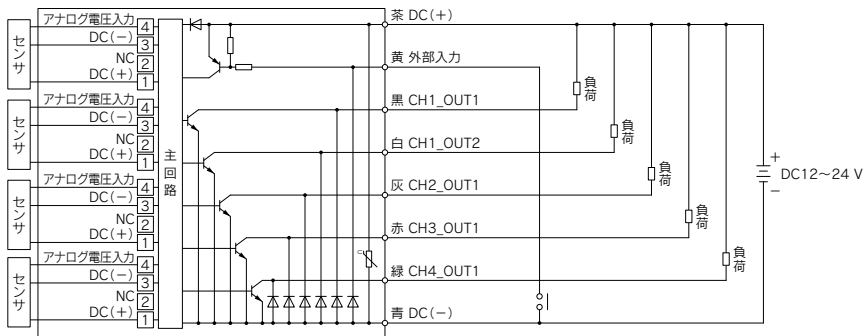 センサ
アナログ電圧入力 4
DC(−) 3
NC 2
DC(+) 1
センサ
アナログ電圧入力 4
DC(−) 3
NC 2
DC(+) 1
センサ
アナログ電圧入力 4
DC(−) 3
NC 2
DC(+) 1
センサ
アナログ電圧入力 4
DC(−) 3
NC 2
DC(+) 1
主回路
茶 DC(+)
黄 外部入力
黒 CH1_OUT1
白 CH1_OUT2
灰 CH2_OUT1
赤 CH3_OUT1
緑 CH4_OUT1
青 DC(−)
負荷
負荷
負荷
負荷
負荷
+
DC12〜24 V
−